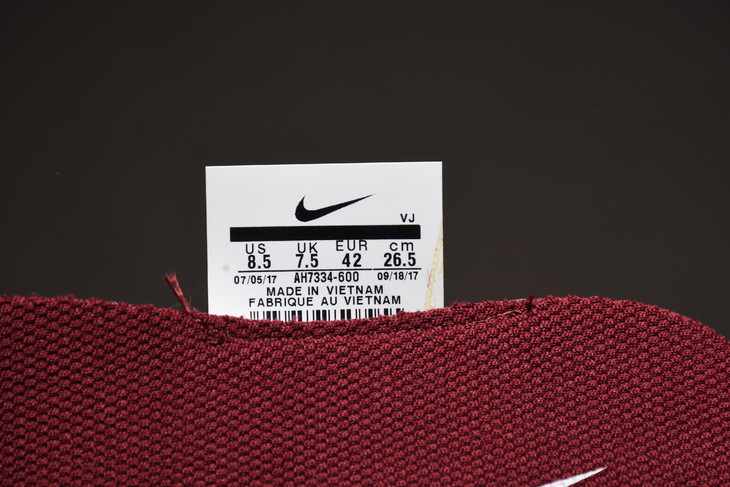 VJ
US UK EUR cm
8.5 7.5 42 26.5
07/05/17 AH7334-600 09/18/17
MADE IN VIETNAM
FABRIQUE AU VIETNAM